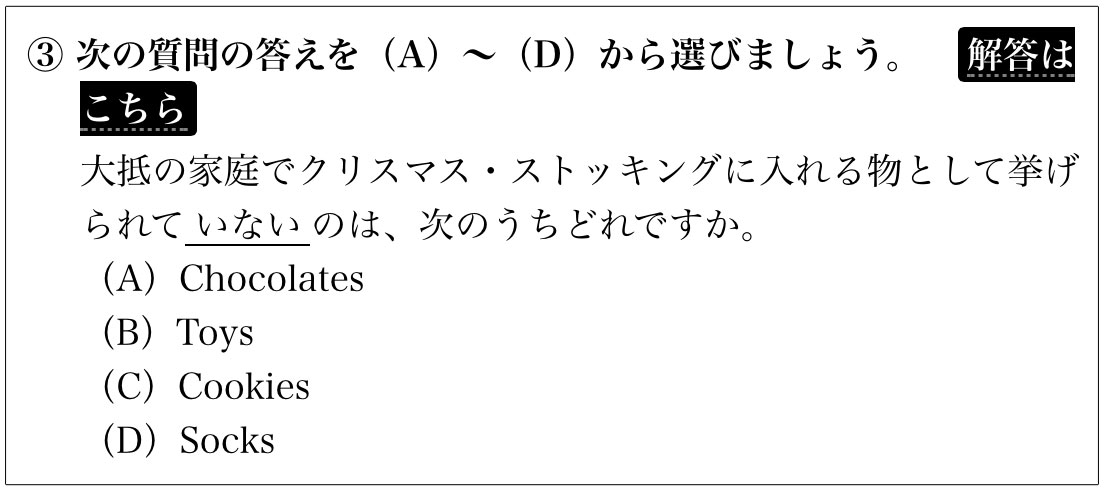 ③ 次の質問の答えを（A）～（D）から選びましょう。 解答は
こちら
大抵の家庭でクリスマス・ストッキングに入れる物として挙げ
られて いない のは、次のうちどれですか。
（A）Chocolates
（B）Toys
（C）Cookies
（D）Socks